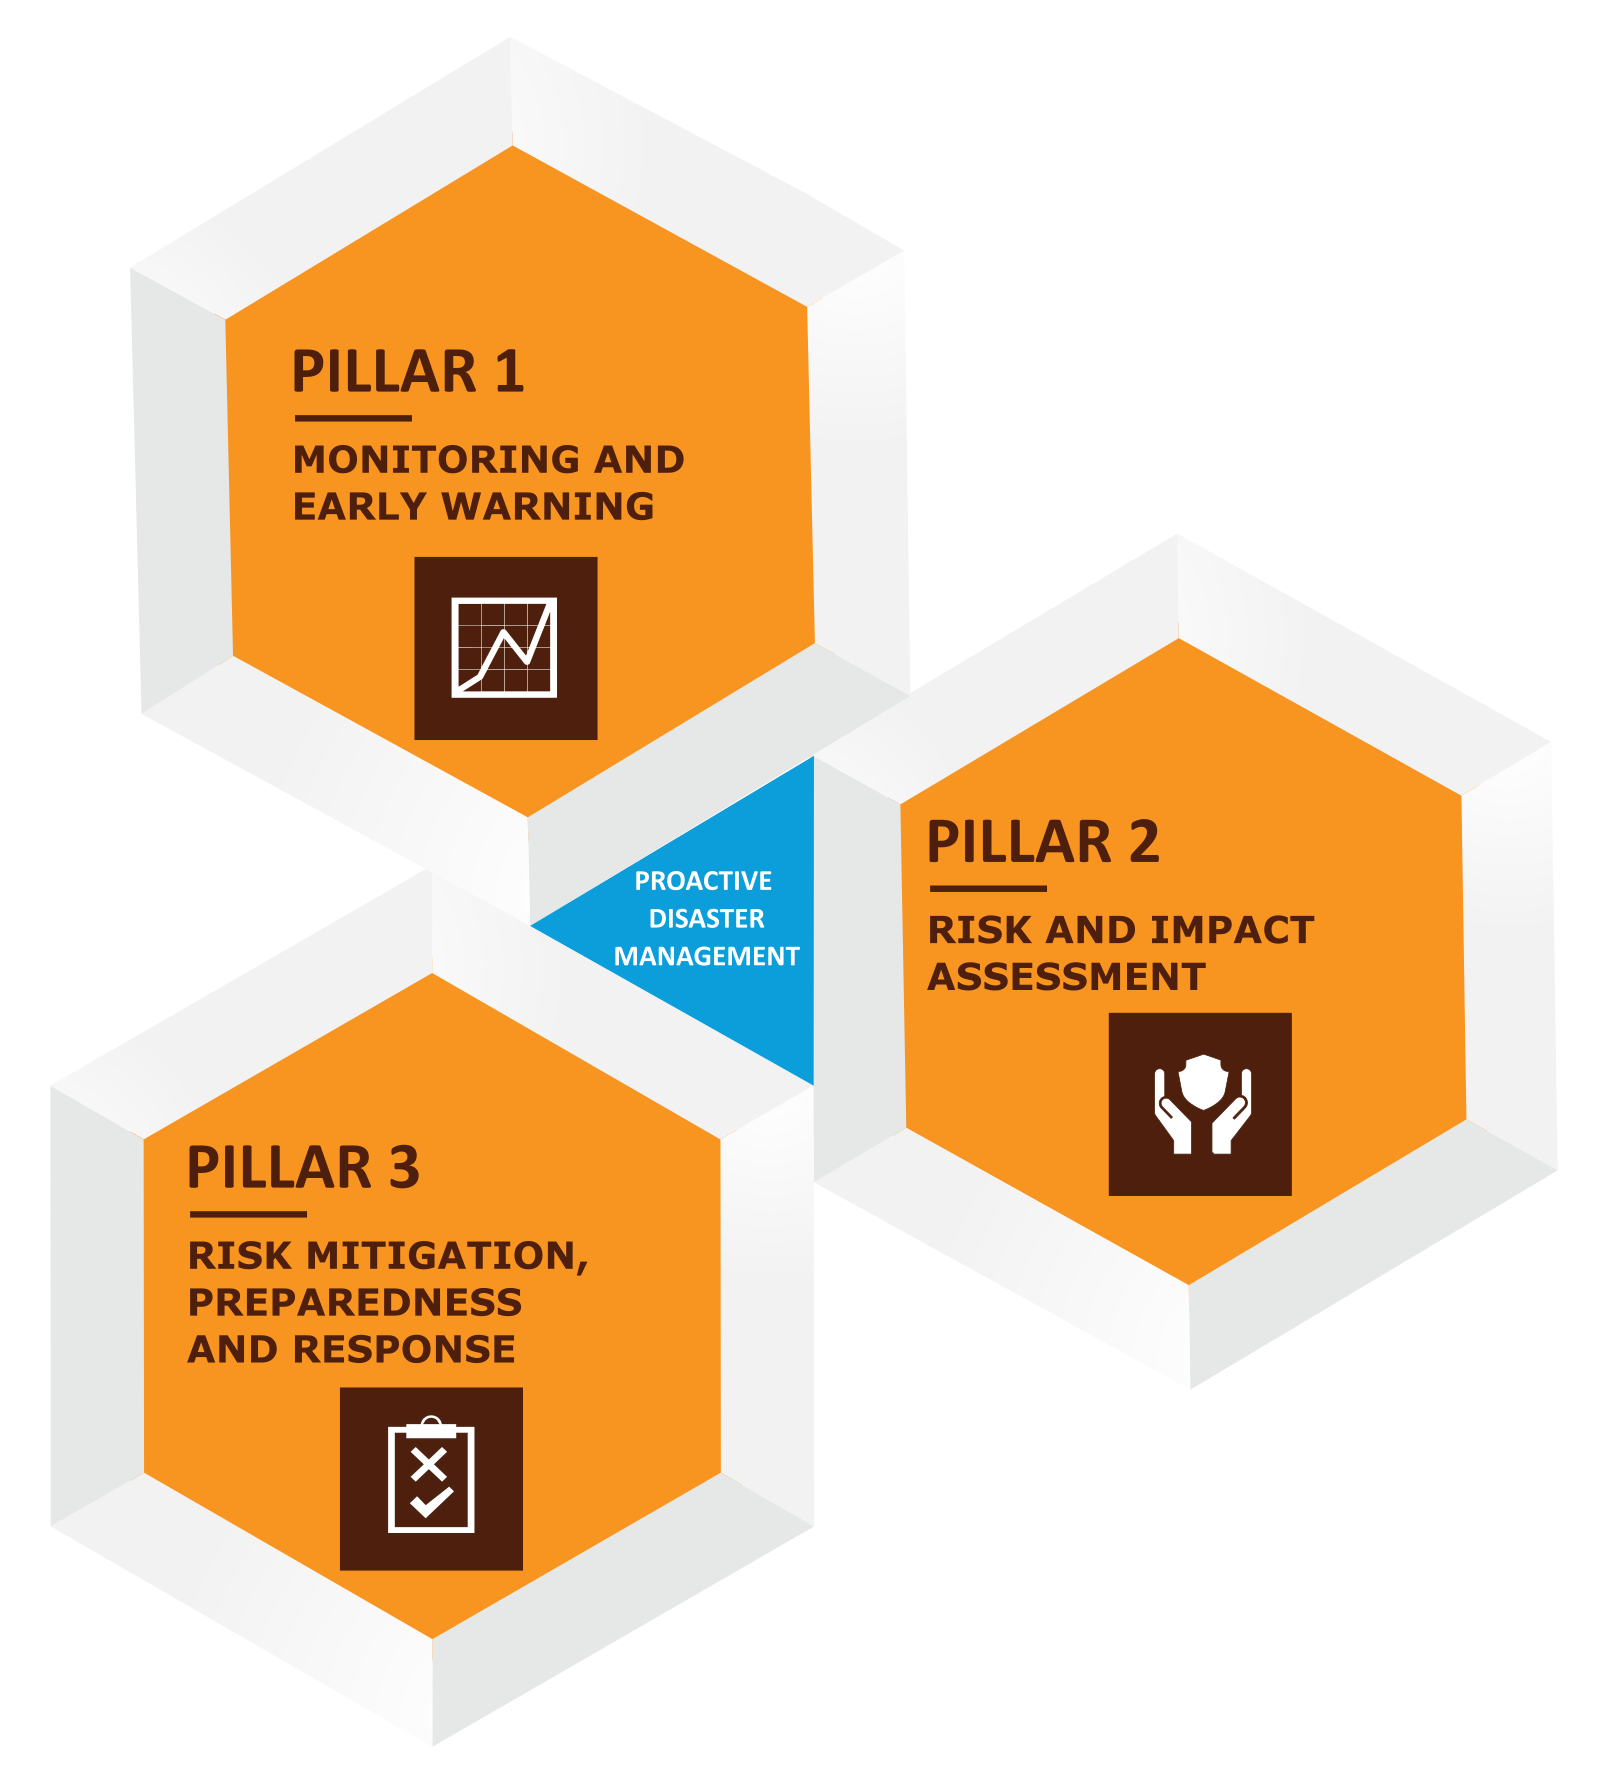 PILLAR 1
MONITORING AND
EARLY WARNING
PROACTIVE
DISASTER
MANAGEMENT
PILLAR 2
RISK AND IMPACT
ASSESSMENT
PILLAR 3
RISK MITIGATION,
PREPAREDNESS
AND RESPONSE